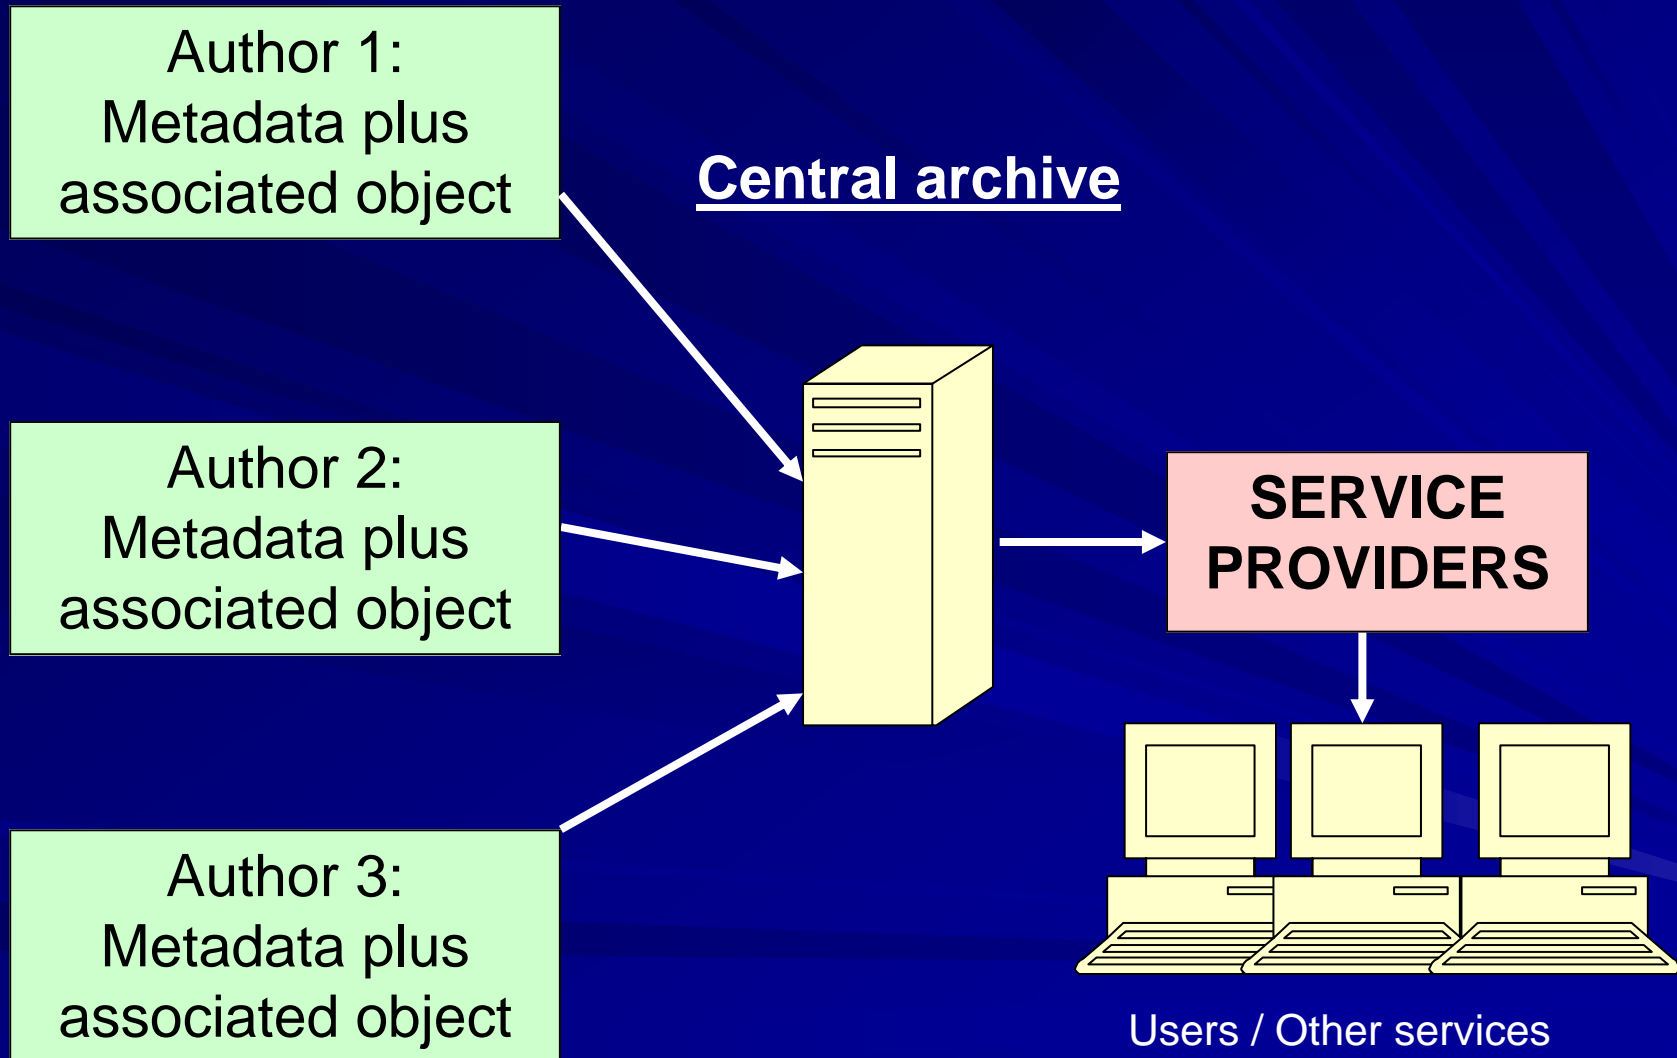 Author 1:
Metadata plus
associated object
Central archive
Author 2:
Metadata plus
associated object
SERVICE
PROVIDERS
Author 3:
Metadata plus
associated object
Users / Other services